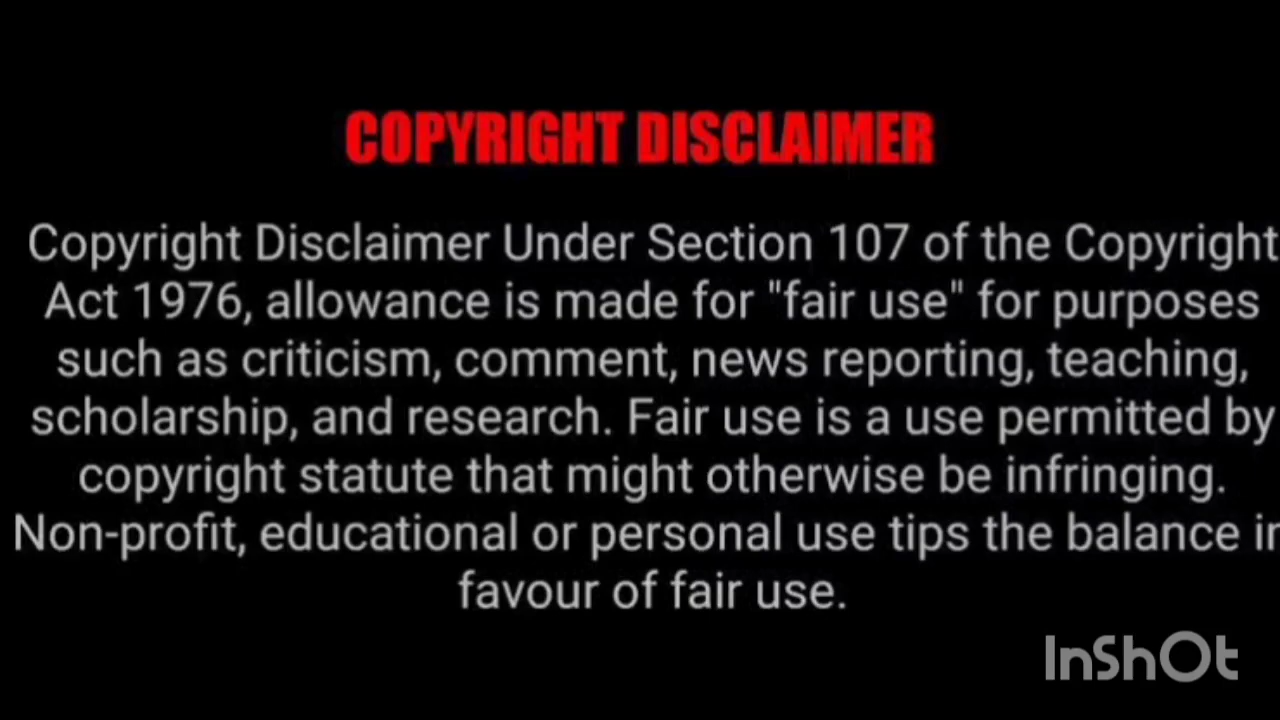 COPYRIGHT DISCLAIMER
Copyright Disclaimer Under Section 107 of the Copyright
Act 1976, allowance is made for "fair use" for purposes
such as criticism, comment, news reporting, teaching,
scholarship, and research. Fair use is a use permitted by
copyright statute that might otherwise be infringing.
Non-profit, educational or personal use tips the balance in
favour of fair use.
InShOt